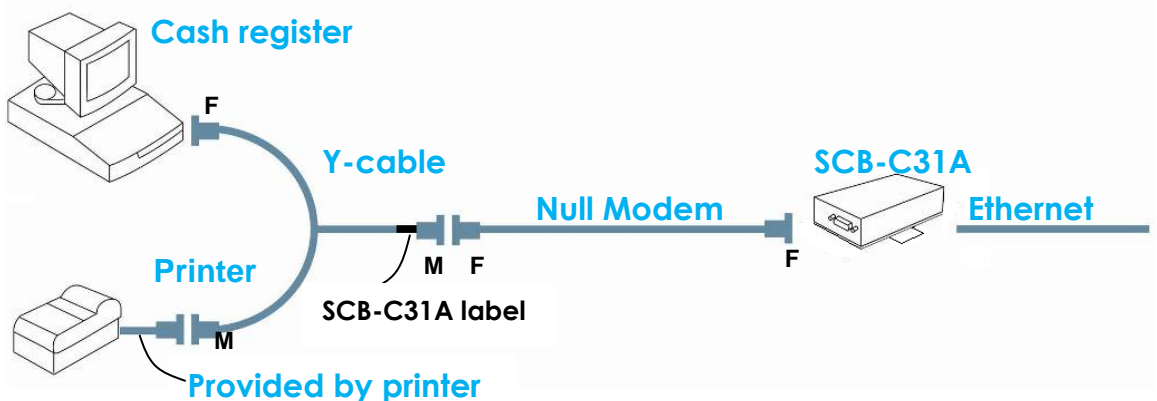 Cash register
F
Y-cable
SCB-C31A
Null Modem
Ethernet
M F
F
Printer
SCB-C31A label
M
Provided by printer